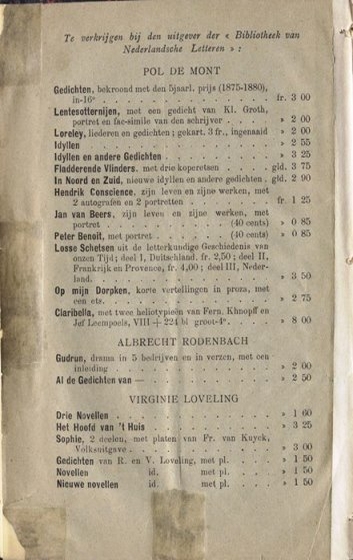 Te verkrijgen bij den uitgever der « Bibliotheek van
Nederlandsche Letteren » :
POL DE MONT
Gedichten, bekroond met den 5jaarl. prijs (1875-1880),
in-16° . . . . . . . . . . fr. 3 00
Lentesotternijen, met een gedicht van Kl. Groth,
portret en fac-simile van den schrijver . . . » 2 00
Loreley, liederen en gedichten ; gekart. 3 fr., ingenaaid » 2 00
Idyllen . . . . . . . . . . » 2 55
Idyllen en andere Gedichten . . . . . . » 3 25
Fladderende Vlinders, met drie koperetsen . . gld. 3 75
In Noord en Zuid, nieuwe idyllen en andere gedichten . gld. 2 90
Hendrik Conscience, zijn leven en zijne werken, met
2 autografen en 2 portretten . . . . . fr. 1 25
Jan van Beers, zijn leven en zijne werken, met
portret . . . . . . . (40 cents) » 0 85
Peter Benoit, met portret . . . . (40 cents) » 0 85
Losse Schetsen uit de letterkundige Geschiedenis van
onzen Tijd ; deel I, Duitschland, fr. 2,50 ; deel II,
Frankrijk en Provence, fr. 4,00 ; deel III, Neder-
land. . . . . . . . . . . » 3 50
Op mijn Dorpken, korte vertellingen in proza, met
een ets. . . . . . . . . . » 2 75
Claribella, met twee heliotypieën van Fern. Khnopff en
Jef Leempoels, VIII + 224 bl groot-4°. . . . » 8 00
ALBRECHT RODENBACH
Gudrun, drama in 5 bedrijven en in verzen, met een
inleiding . . . . . . . . . » 2 00
Al de Gedichten van — . . . . . . . » 2 50
VIRGINIE LOVELING
Drie Novellen . . . . . . . . . » 1 60
Het Hoofd van 't Huis . . . . . . . » 3 25
Sophie, 2 deelen, met platen van Fr. van Kuyck,
Volksuitgave . . . . . . . . » 3 00
Gedichten van R. en V. Loveling, met pl. . . . » 1 50
Novellen id. met pl. . . . » 1 50
Nieuwe novellen id. met pl. . . . » 1 50